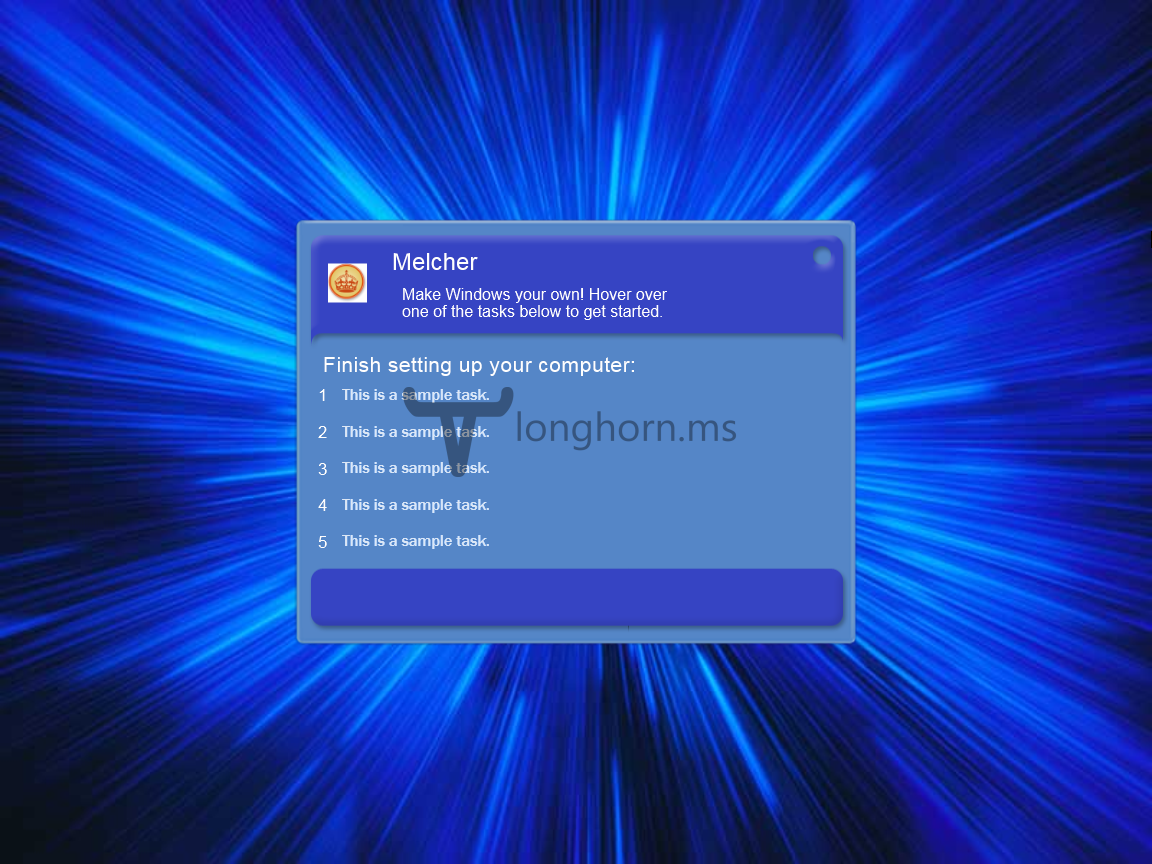 Melcher
Make Windows your own! Hover over
one of the tasks below to get started.
Finish setting up your computer:
1 This is a sample task.
longhorn.ms
2 This is a sample task.
3 This is a sample task.
4 This is a sample task.
5 This is a sample task.